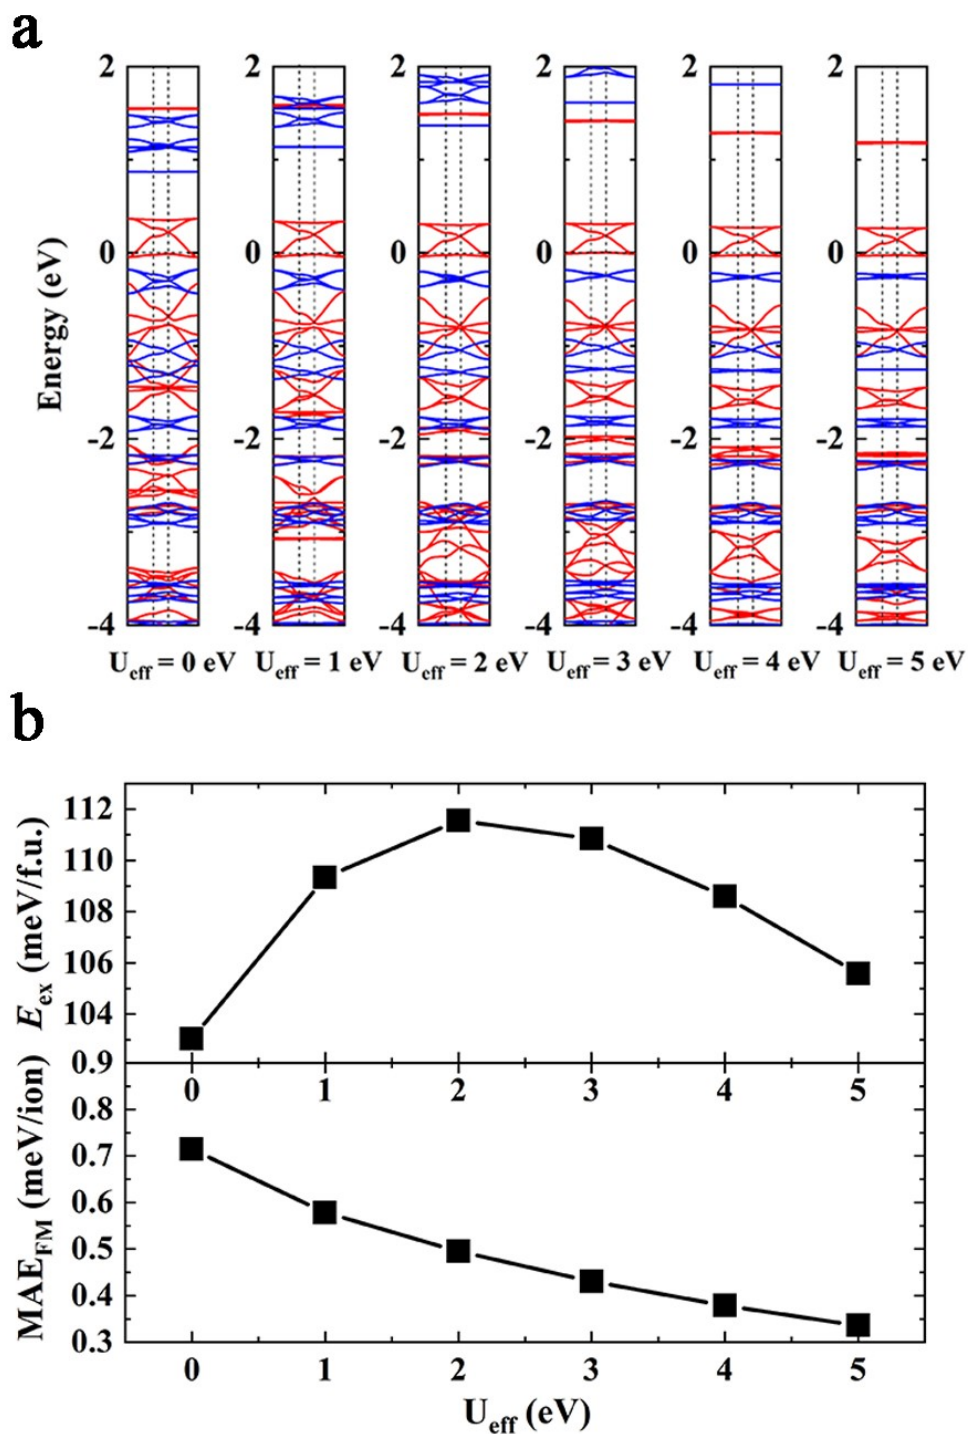 a
2 2 2 2 2 2
0 0 0 0 0 0
Energy (eV)
-2 -2 -2 -2 -2 -2
-4 -4 -4 -4 -4 -4
Ueff = 0 eV Ueff = 1 eV Ueff = 2 eV Ueff = 3 eV Ueff = 4 eV Ueff = 5 eV
b
Eex (meV/f.u.)
112
110
108
106
104
0 1 2 3 4 5
MAEFM (meV/ion)
0.9
0.8
0.7
0.6
0.5
0.4
0.3
0 1 2 3 4 5
Ueff (eV)